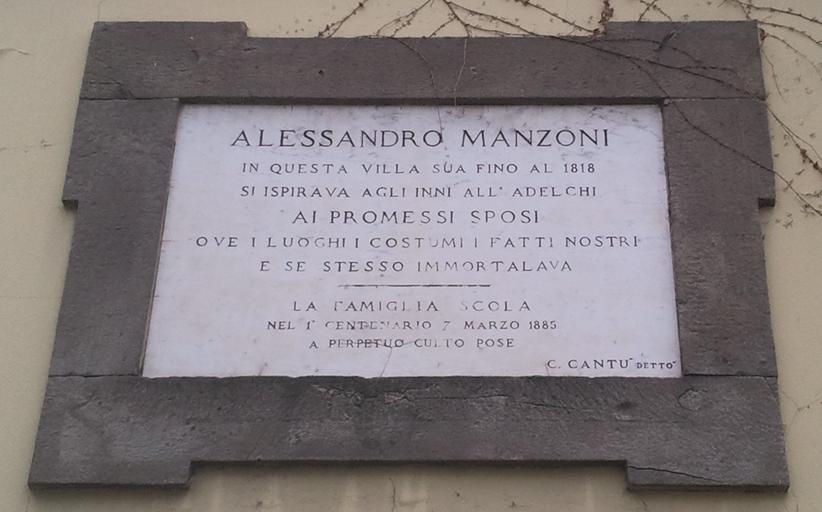 ALESSANDRO MANZONI
IN QUESTA VILLA SUA FINO AL 1818
SI ISPIRAVA AGLI INNI ALL' ADELCHI
AI PROMESSI SPOSI
OVE I LUOGHI I COSTUMI I FATTI NOSTRI
E SE STESSO IMMORTALAVA
LA FAMIGLIA SCOLA
NEL 1° CENTENARIO 7 MARZO 1885
A PERPETUO CULTO POSE
C. CANTU' DETTO'